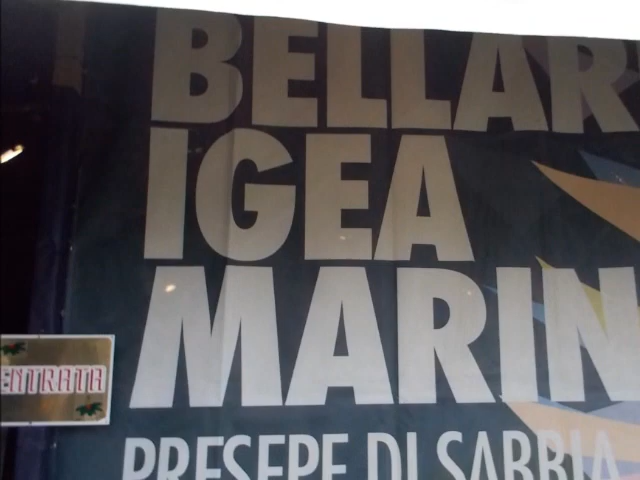 BELLAR
IGEA
MARIN
ENTRATA
PRESEPE DI SABBIA